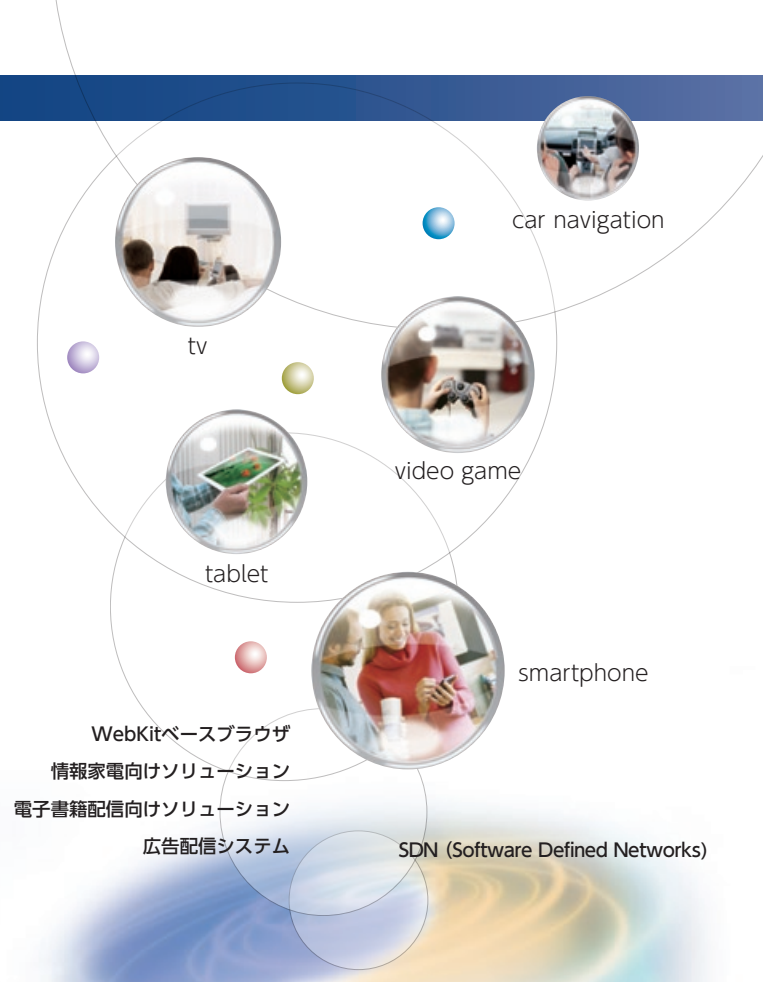 car navigation
tv
video game
tablet
smartphone
WebKitベースブラウザ
情報家電向けソリューション
電子書籍配信向けソリューション
広告配信システム
SDN (Software Defined Networks)